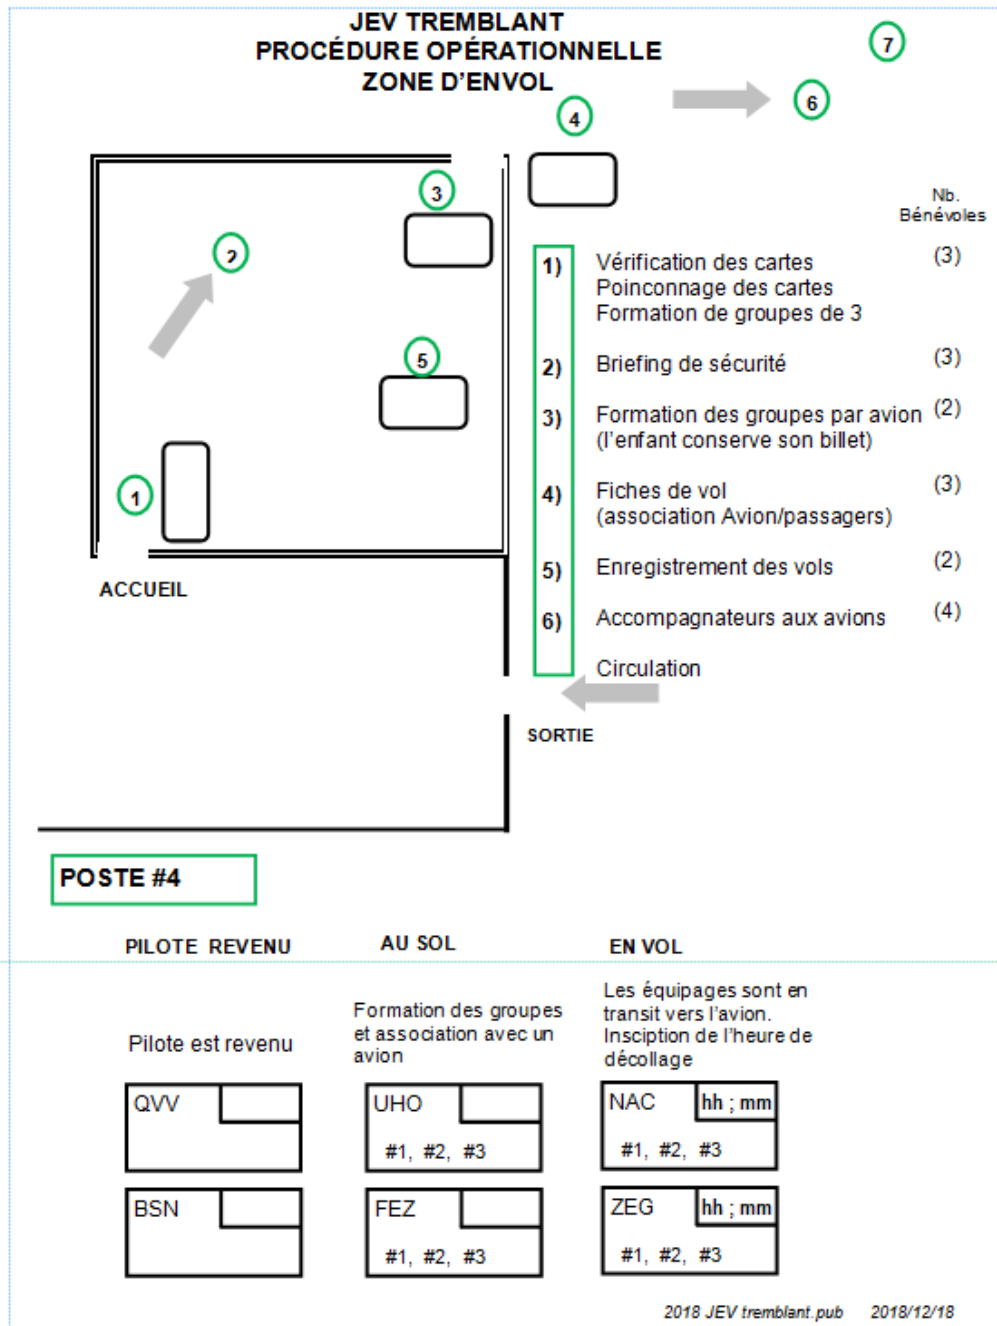 JEV TREMBLANT
PROCÉDURE OPÉRATIONNELLE
ZONE D'ENVOL
7
6
4
3
2
5
1
Nb.
Bénévoles
1) Vérification des cartes (3)
Poinconnage des cartes
Formation de groupes de 3
2) Briefing de sécurité (3)
3) Formation des groupes par avion (2)
(l'enfant conserve son billet)
4) Fiches de vol (3)
(association Avion/passagers)
5) Enregistrement des vols (2)
6) Accompagnateurs aux avions (4)
Circulation
ACCUEIL
SORTIE
POSTE #4
PILOTE REVENU
Pilote est revenu
QVV
BSN
AU SOL
Formation des groupes
et association avec un
avion
UHO
#1, #2, #3
FEZ
#1, #2, #3
EN VOL
Les équipages sont en
transit vers l'avion.
Insciption de l'heure de
décollage
NAC hh ; mm
#1, #2, #3
ZEG hh ; mm
#1, #2, #3
2018 JEV tremblant.pub 2018/12/18